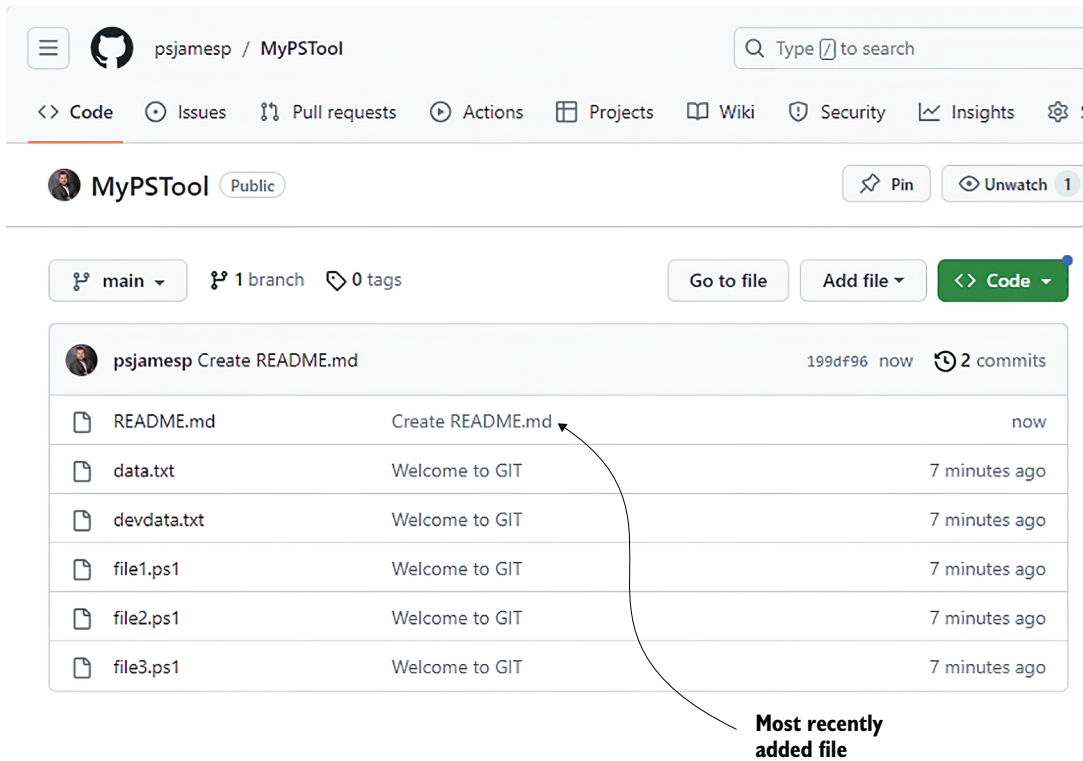 psjamesp / MyPSTool
Type / to search
Code Issues Pull requests Actions Projects Wiki Security Insights
MyPSTool Public Pin Unwatch 1
main 1 branch 0 tags Go to file Add file Code
psjamesp Create README.md 199df96 now 2 commits
README.md Create README.md now
data.txt Welcome to GIT 7 minutes ago
devdata.txt Welcome to GIT 7 minutes ago
file1.ps1 Welcome to GIT 7 minutes ago
file2.ps1 Welcome to GIT 7 minutes ago
file3.ps1 Welcome to GIT 7 minutes ago
Most recently
added file